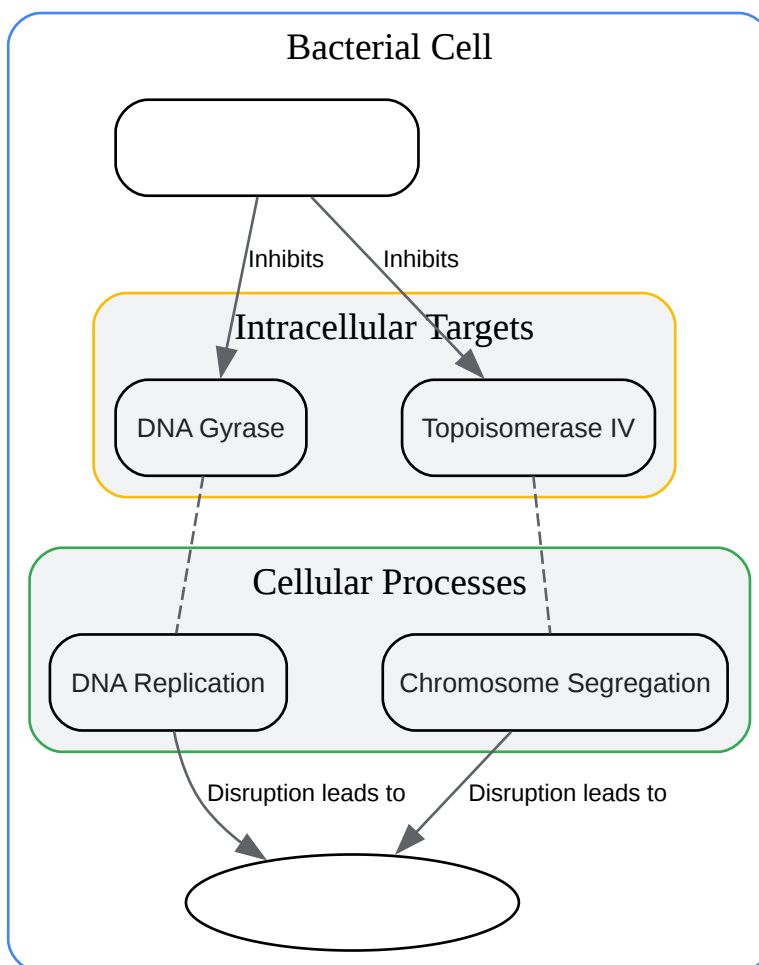 Bacterial Cell
Inhibits
Inhibits
Intracellular Targets
DNA Gyrase
Topoisomerase IV
Cellular Processes
DNA Replication
Chromosome Segregation
Disruption leads to
Disruption leads to